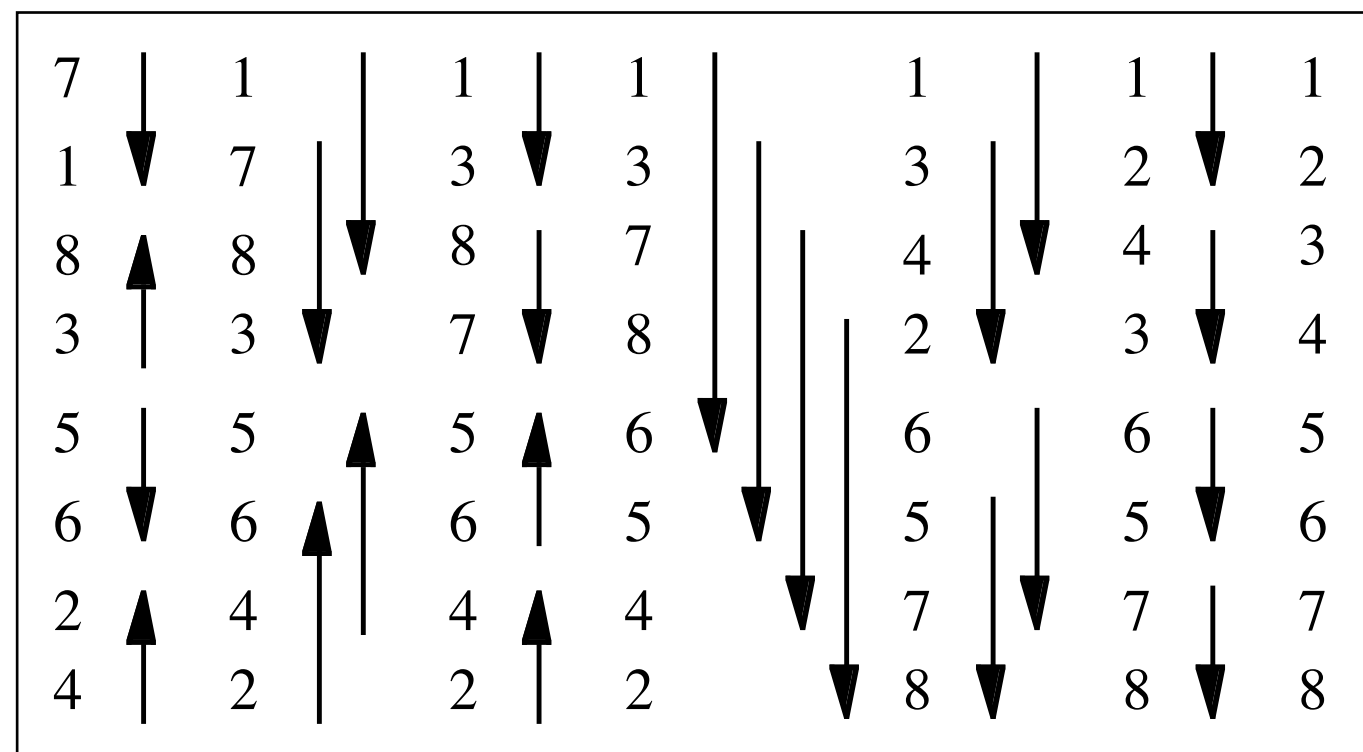 7 1 1 1 1 1 1
1 7 3 3 3 2 2
8 8 8 7 4 4 3
3 3 7 8 2 3 4
5 5 5 6 6 6 5
6 6 6 5 5 5 6
2 4 4 4 7 7 7
4 2 2 2 8 8 8